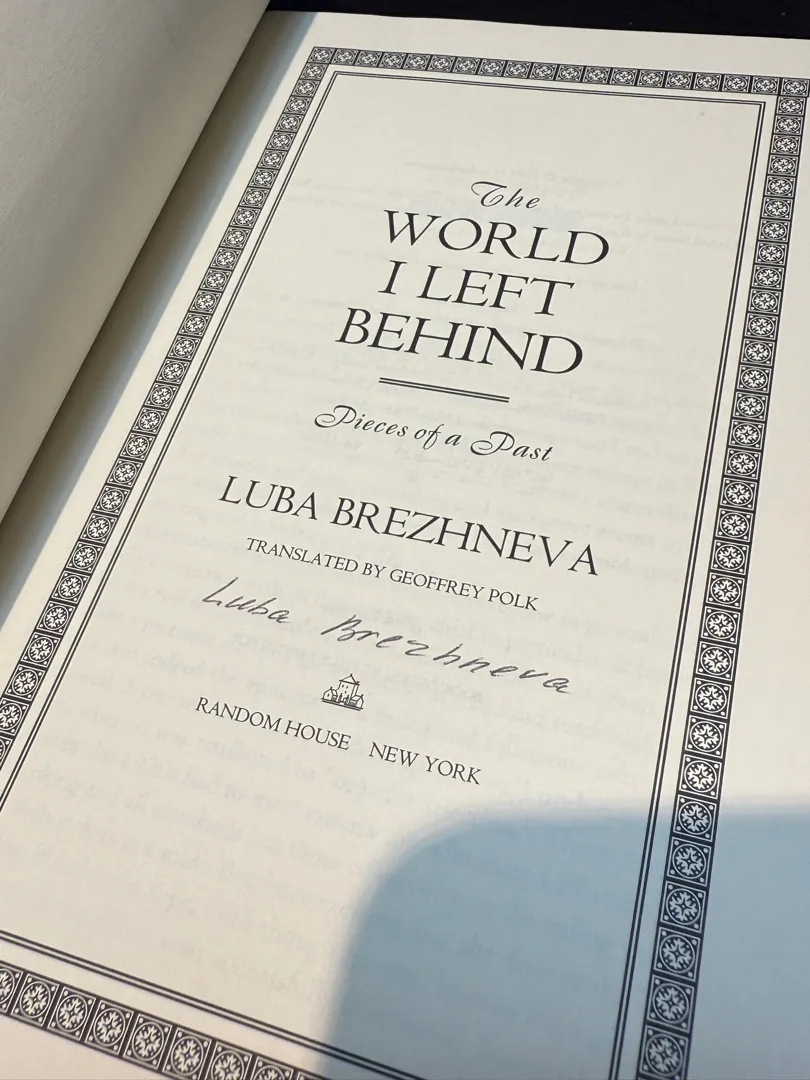 The
WORLD
I LEFT
BEHIND
Pieces of a Past
LUBA BREZHNEVA
TRANSLATED BY GEOFFREY POLK
Luba Brezhneva
RANDOM HOUSE NEW YORK